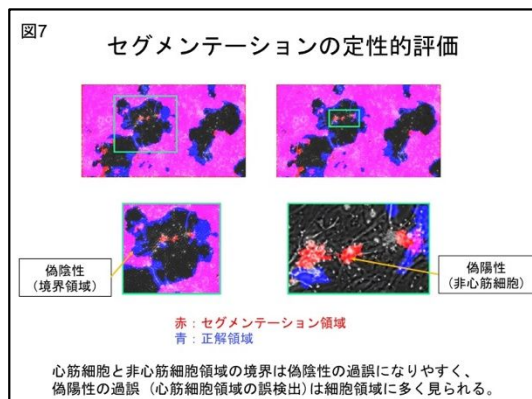 図7
セグメンテーションの定性的評価
偽陰性
(境界領域)
偽陽性
(非心筋細胞)
赤：セグメンテーション領域
青：正解領域
心筋細胞と非心筋細胞領域の境界は偽陰性の過誤になりやすく、
偽陽性の過誤（心筋細胞領域の誤検出）は細胞領域に多く見られる。